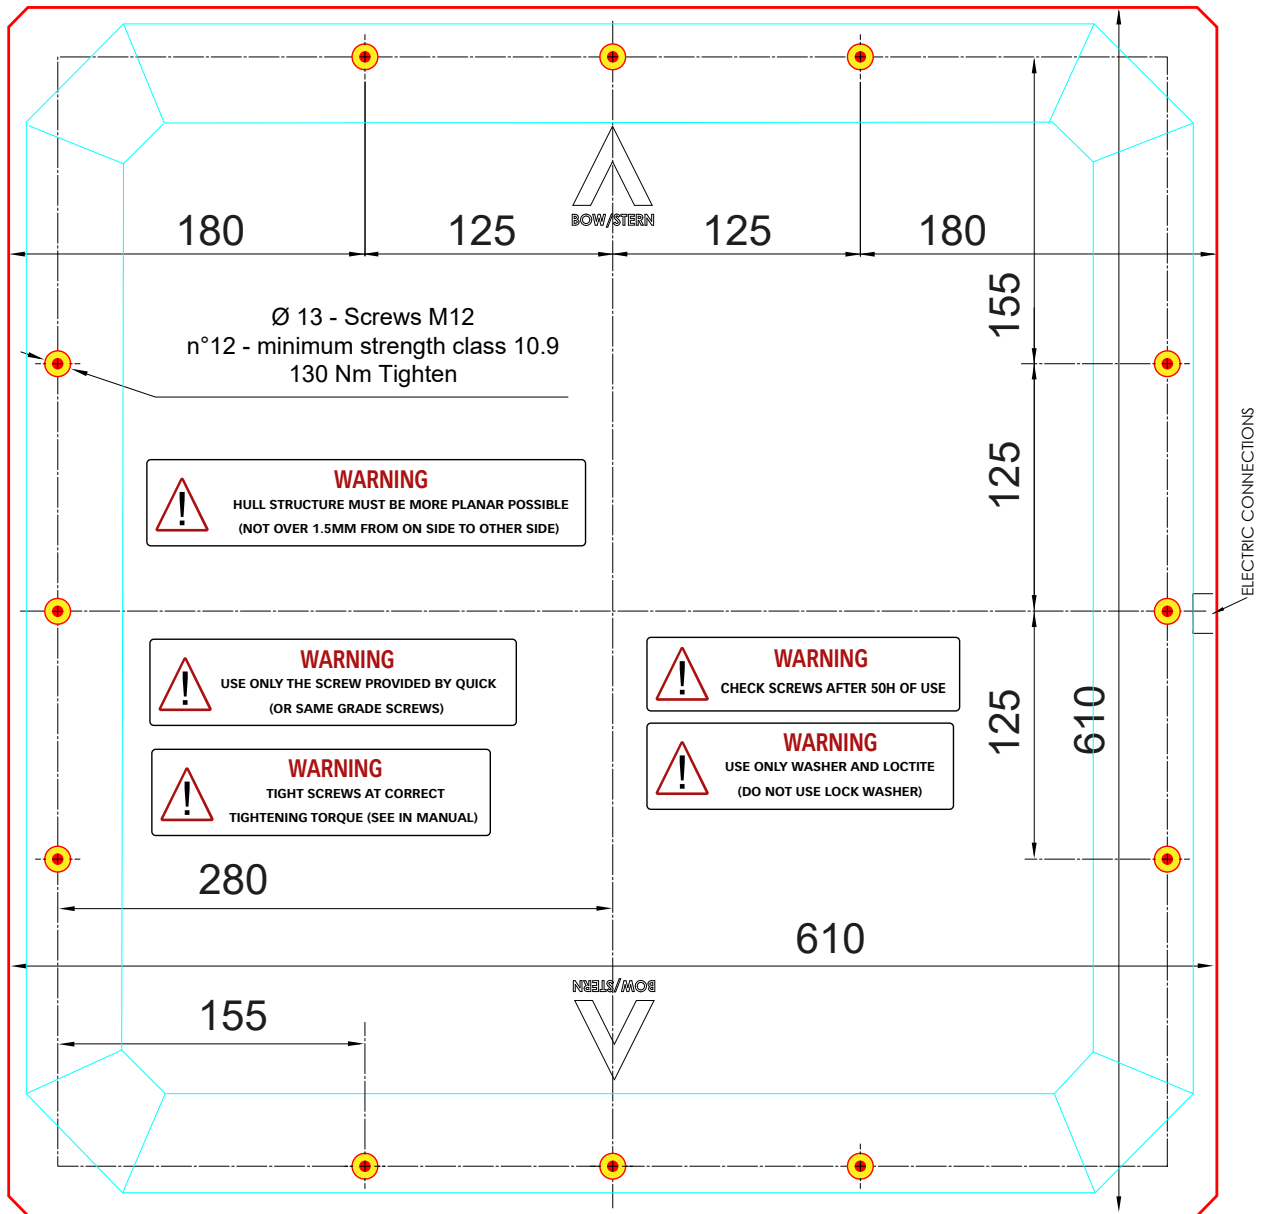 BOW/STERN
180
125
125
180
155
Ø 13 - Screws M12
n°12 - minimum strength class 10.9
130 Nm Tighten
125
ELECTRIC CONNECTIONS
WARNING
HULL STRUCTURE MUST BE MORE PLANAR POSSIBLE
(NOT OVER 1.5MM FROM ON SIDE TO OTHER SIDE)
WARNING
USE ONLY THE SCREW PROVIDED BY QUICK
(OR SAME GRADE SCREWS)
WARNING
CHECK SCREWS AFTER 50H OF USE
125
610
WARNING
TIGHT SCREWS AT CORRECT
TIGHTENING TORQUE (SEE IN MANUAL)
WARNING
USE ONLY WASHER AND LOCTITE
(DO NOT USE LOCK WASHER)
280
610
BOW/STERN
155